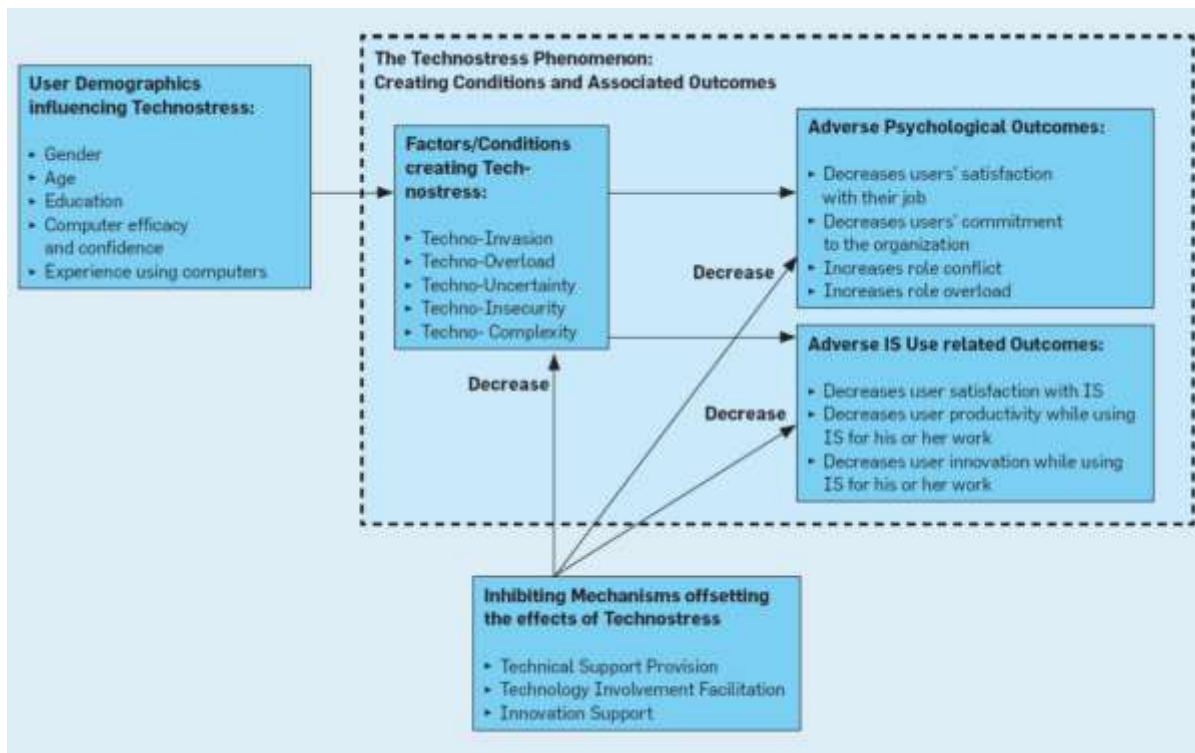 The Technostress Phenomenon:
Creating Conditions and Associated Outcomes
User Demographics
influencing Technostress:
‣ Gender
‣ Age
‣ Education
‣ Computer efficacy
and confidence
‣ Experience using computers
Factors/Conditions
creating Tech-
nostress:
‣ Techno-Invasion
‣ Techno-Overload
‣ Techno-Uncertainty
‣ Techno-Insecurity
‣ Techno- Complexity
Adverse Psychological Outcomes:
‣ Decreases users' satisfaction
with their job
‣ Decreases users' commitment
to the organization
‣ Increases role conflict
‣ Increases role overload
Decrease
Adverse IS Use related Outcomes:
‣ Decreases user satisfaction with IS
‣ Decreases user productivity while using
IS for his or her work
‣ Decreases user innovation while using
IS for his or her work
Decrease
Decrease
Inhibiting Mechanisms offsetting
the effects of Technostress
‣ Technical Support Provision
‣ Technology Involvement Facilitation
‣ Innovation Support